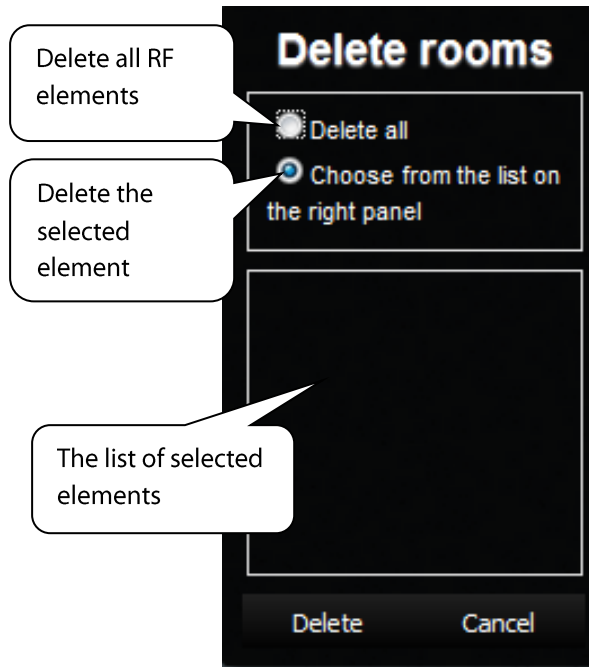 Delete all RF
elements
Delete the
selected
element
The list of selected
elements
Delete rooms
Delete all
Choose from the list on
the right panel
Delete
Cancel